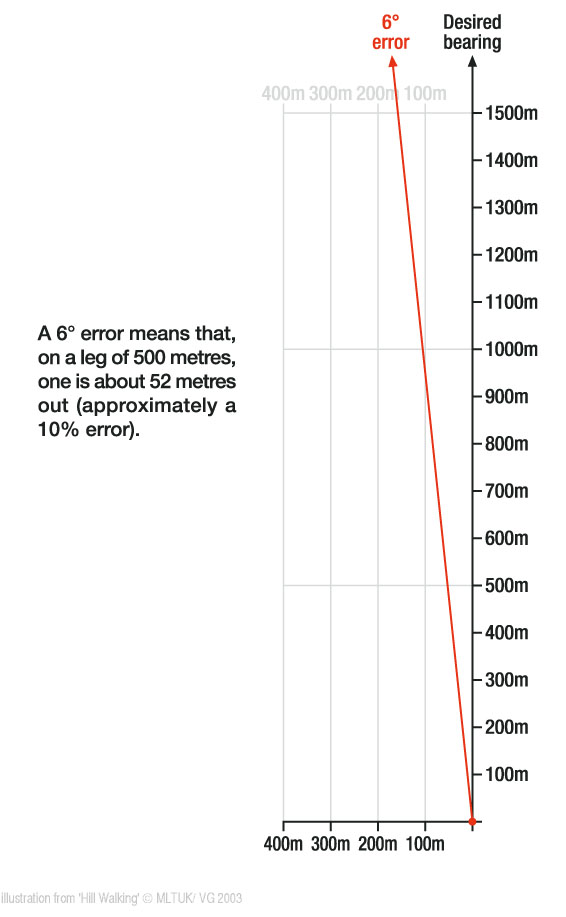 6° Desired
error bearing
400m 300m 200m 100m
1500m
1400m
1300m
1200m
1100m
A 6° error means that,
on a leg of 500 metres,
one is about 52 metres
out (approximately a
10% error).
1000m
900m
800m
700m
600m
500m
400m
300m
200m
100m
400m 300m 200m 100m
illustration from 'Hill Walking' © MLTUK/ VG 2003